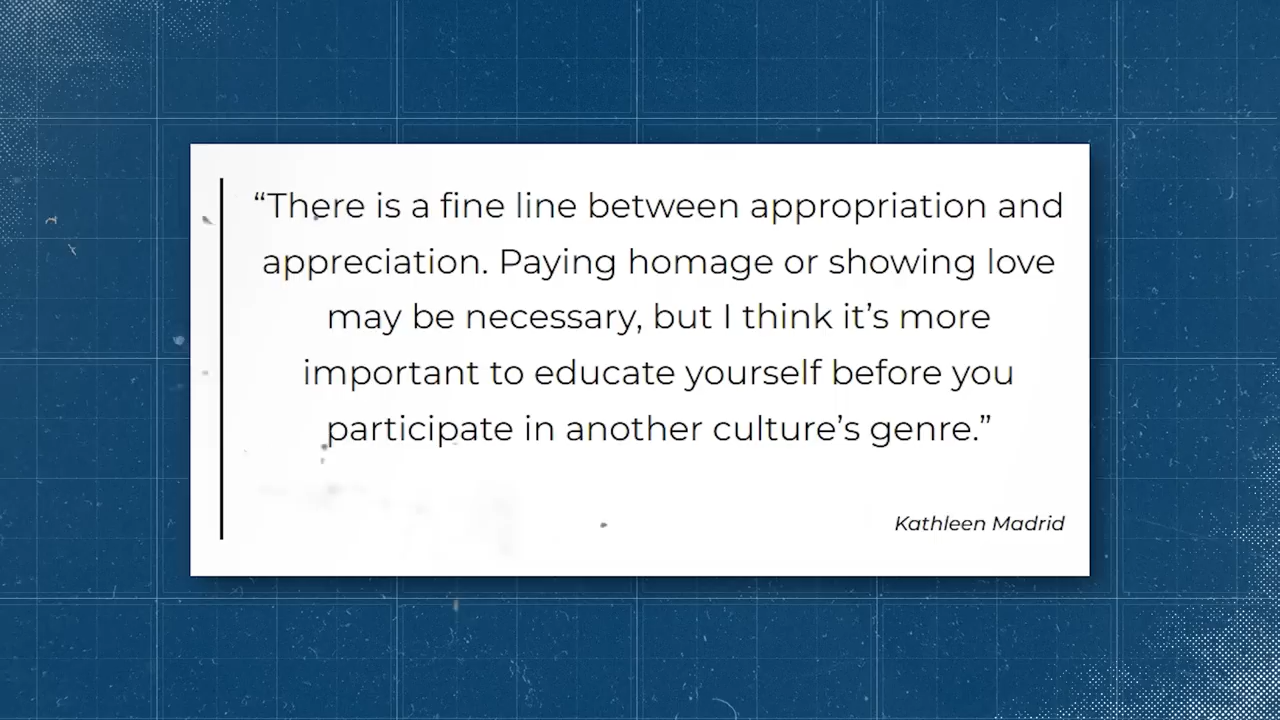 “There is a fine line between appropriation and
appreciation. Paying homage or showing love
may be necessary, but I think it’s more
important to educate yourself before you
participate in another culture’s genre.”
Kathleen Madrid